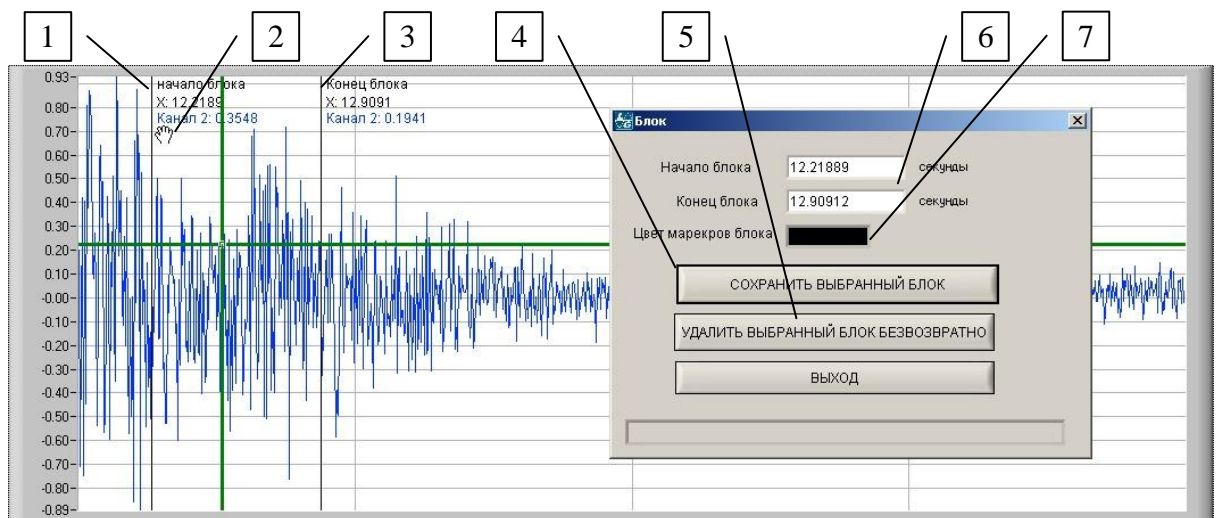 1 2 3 4 5 6 7
0.93-
0.80-
0.70-
0.60-
0.50-
0.40-
0.30-
0.20-
0.10-
-0.00-
-0.10-
-0.20-
-0.30-
-0.40-
-0.50-
-0.60-
-0.70-
-0.80-
-0.89-
начало блока
X: 12.2189
Канал 2: 0.3548
Конец блока
X: 12.9091
Канал 2: 0.1941
Блок
Начало блока 12.21889 секунды
Конец блока 12.90912 секунды
Цвет марекров блока
СОХРАНИТЬ ВЫБРАННЫЙ БЛОК
УДАЛИТЬ ВЫБРАННЫЙ БЛОК БЕЗВОЗВРАТНО
ВЫХОД